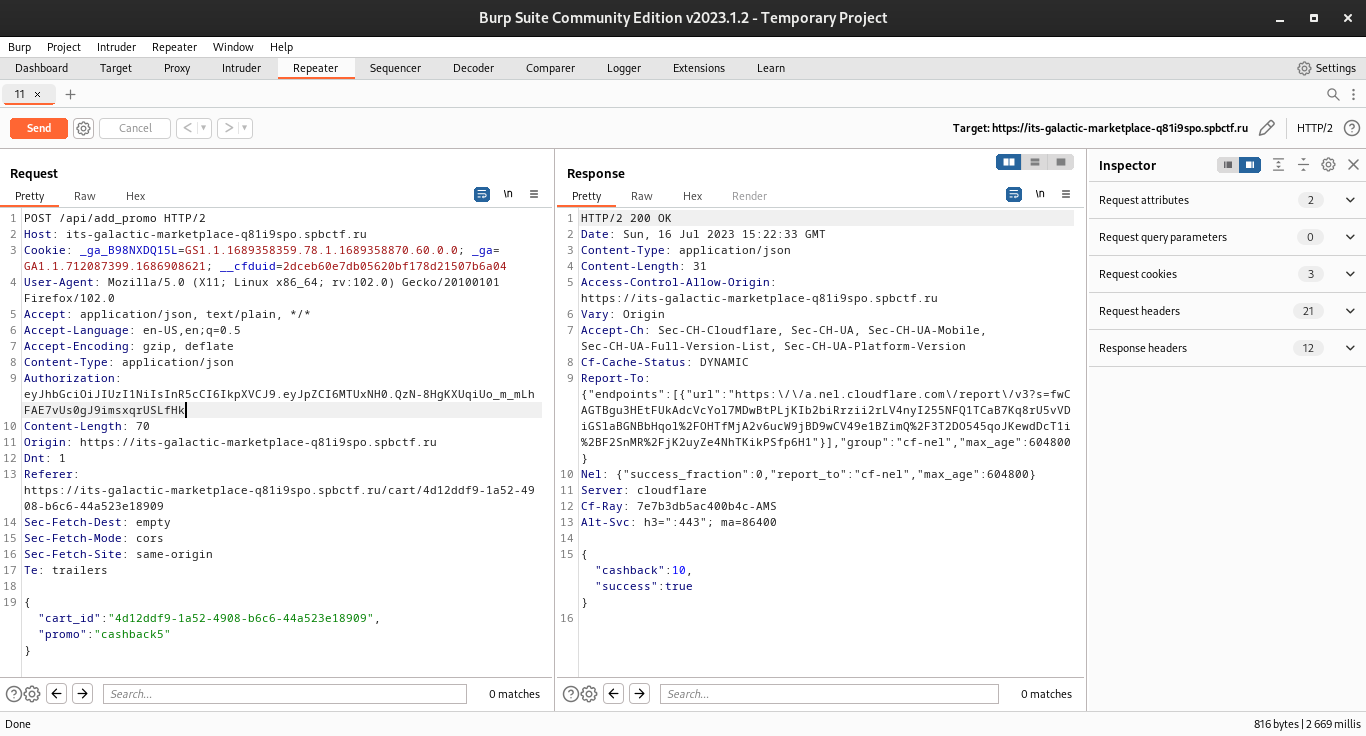 Burp Suite Community Edition v2023.1.2 - Temporary Project
Burp Project Intruder Repeater Window Help
Dashboard Target Proxy Intruder Repeater Sequencer Decoder Comparer Logger Extensions Learn Settings
11 × +
Send Cancel < >
Target: https://its-galactic-marketplace-q81i9spo.spbctf.ru HTTP/2
Request
Pretty Raw Hex \n
1 POST /api/add_promo HTTP/2
2 Host: its-galactic-marketplace-q81i9spo.spbctf.ru
3 Cookie: _ga_B98NXDQ15L=GS1.1.1689358359.78.1.1689358870.60.0.0; _ga=
GA1.1.712087399.1686908621; __cfduid=2dceb60e7db05620bf178d21507b6a04
4 User-Agent: Mozilla/5.0 (X11; Linux x86_64; rv:102.0) Gecko/20100101
Firefox/102.0
5 Accept: application/json, text/plain, */*
6 Accept-Language: en-US,en;q=0.5
7 Accept-Encoding: gzip, deflate
8 Content-Type: application/json
9 Authorization:
eyJhbGciOiJIUzI1NiIsInR5cCI6IkpXVCJ9.eyJpZCI6MTUxNH0.QzN-8HgKXUqiUo_m_mLh
FAE7vUs0gJ9imsxqrUSLfHk
10 Content-Length: 70
11 Origin: https://its-galactic-marketplace-q81i9spo.spbctf.ru
12 Dnt: 1
13 Referer:
https://its-galactic-marketplace-q81i9spo.spbctf.ru/cart/4d12ddf9-1a52-49
08-b6c6-44a523e18909
14 Sec-Fetch-Dest: empty
15 Sec-Fetch-Mode: cors
16 Sec-Fetch-Site: same-origin
17 Te: trailers
18
19 {
"cart_id":"4d12ddf9-1a52-4908-b6c6-44a523e18909",
"promo":"cashback5"
}
Search... 0 matches
Response
Pretty Raw Hex Render \n
1 HTTP/2 200 OK
2 Date: Sun, 16 Jul 2023 15:22:33 GMT
3 Content-Type: application/json
4 Content-Length: 31
5 Access-Control-Allow-Origin:
https://its-galactic-marketplace-q81i9spo.spbctf.ru
6 Vary: Origin
7 Accept-Ch: Sec-CH-Cloudflare, Sec-CH-UA, Sec-CH-UA-Mobile,
Sec-CH-UA-Full-Version-List, Sec-CH-UA-Platform-Version
8 Cf-Cache-Status: DYNAMIC
9 Report-To:
{"endpoints":[{"url":"https:\/\/a.nel.cloudflare.com\/report\/v3?s=fwC
AGTBgu3HEtFUkAdcVcYol7MDwBtPLjKIb2biRrzii2rLV4nyI255NFQ1TCaB7Kq8rU5vVD
iGSlaBGNBbHqol%2FOHTfMjA2v6ucW9jBD9wCV49e1BZimQ%2F3T2DO545qoJKewdDcT1i
%2BF2SnMR%2FjK2uyZe4NhTKikPSfp6H1"}],"group":"cf-nel","max_age":604800
}
10 Nel: {"success_fraction":0,"report_to":"cf-nel","max_age":604800}
11 Server: cloudflare
12 Cf-Ray: 7e7b3db5ac400b4c-AMS
13 Alt-Svc: h3=":443"; ma=86400
14
15 {
"cashback":10,
"success":true
}
16
Search... 0 matches
Inspector
Request attributes 2
Request query parameters 0
Request cookies 3
Request headers 21
Response headers 12
Done 816 bytes | 2 669 millis